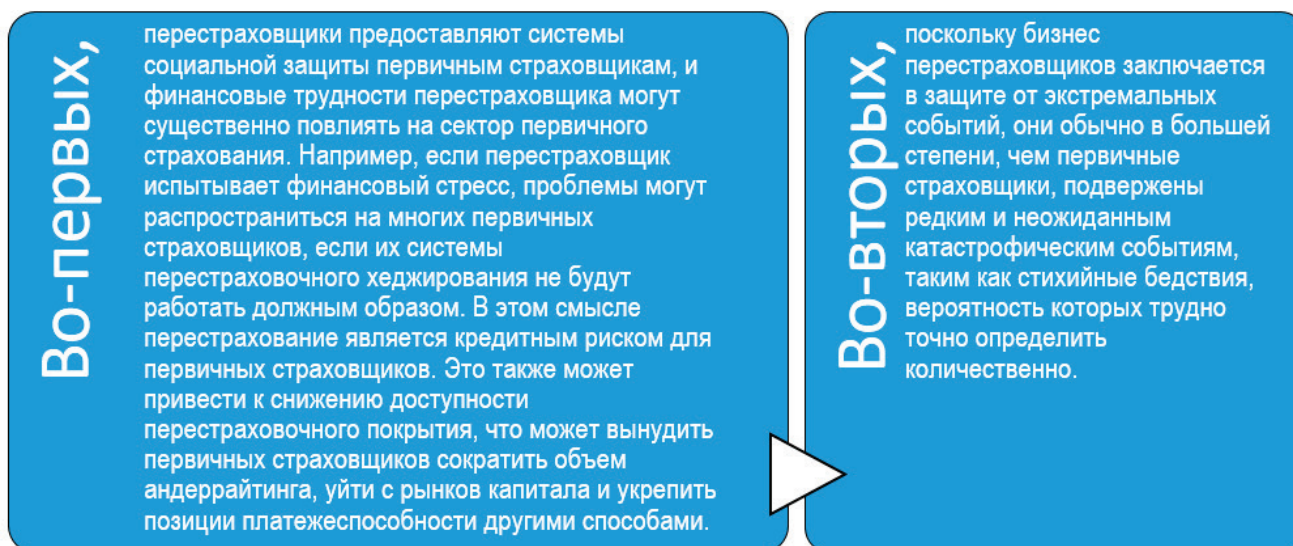 Во-первых,
перестраховщики предоставляют системы
социальной защиты первичным страховщикам, и
финансовые трудности перестраховщика могут
существенно повлиять на сектор первичного
страхования. Например, если перестраховщик
испытывает финансовый стресс, проблемы могут
распространиться на многих первичных
страховщиков, если их системы
перестраховочного хеджирования не будут
работать должным образом. В этом смысле
перестрахование является кредитным риском для
первичных страховщиков. Это также может
привести к снижению доступности
перестраховочного покрытия, что может вынудить
первичных страховщиков сократить объем
андеррайтинга, уйти с рынков капитала и укрепить
позиции платежеспособности другими способами.
Во-вторых,
поскольку бизнес
перестраховщиков заключается
в защите от экстремальных
событий, они обычно в большей
степени, чем первичные
страховщики, подвержены
редким и неожиданным
катастрофическим событиям,
таким как стихийные бедствия,
вероятность которых трудно
точно определить
количественно.